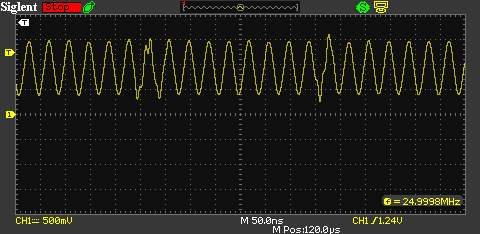 Siglent Stop
T
T
1
f = 24.9998MHz
CH1 500mV M 50.0ns CH1 /1.24V
M Pos:120.0μs